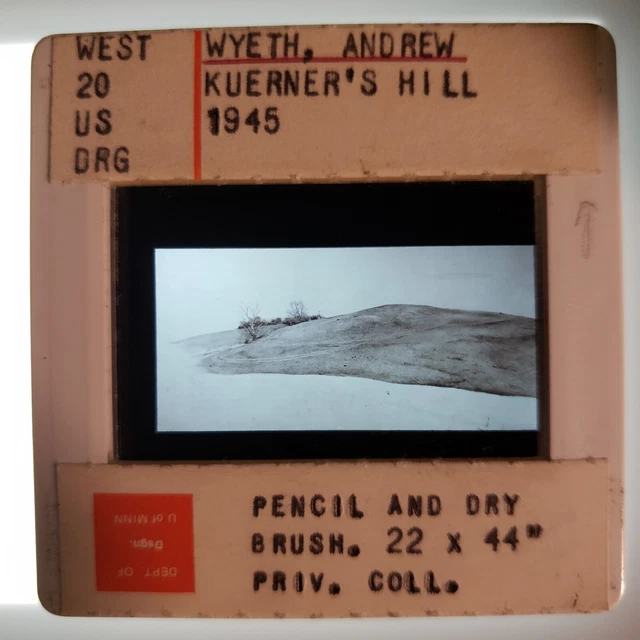 WEST
20
US
DRG
WYETH, ANDREW
KUERNER'S HILL
1945
PENCIL AND DRY
BRUSH. 22 x 44"
PRIV. COLL.
DEPT OF
Dsgn.
U of MINN